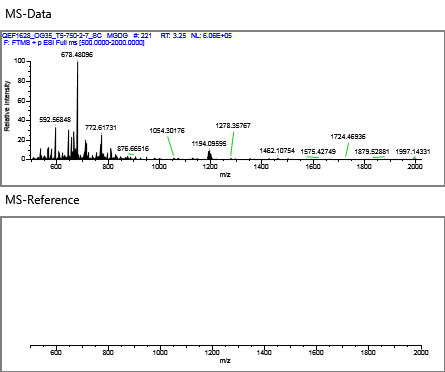 MS-Data
QEF1628_OG35_T5-750-2-7_BC MGDG #: 221 RT: 3.25 NL: 6.06E+05
F: FTMS + p ESI Full ms [500.0000-2000.0000]
100
80
60
40
20
0
Relative Intensity
678.48096
592.56848
772.61731
876.66516
1054.30176
1194.09595
1278.35767
1462.10754
1575.42749
1724.46936
1879.52881
1997.14331
600 800 1000 1200 1400 1600 1800 2000
m/z
MS-Reference
600 800 1000 1200 1400 1600 1800 2000
m/z